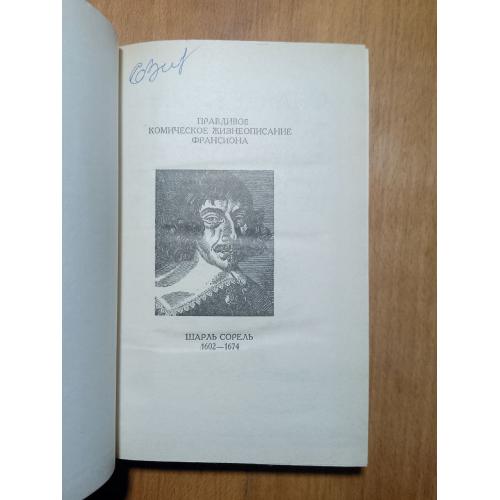 ПРАВДИВОЕ
КОМИЧЕСКОЕ ЖИЗНЕОПИСАНИЕ
ФРАНСИОНА
ШАРЛЬ СОРЕЛЬ
1602—1674